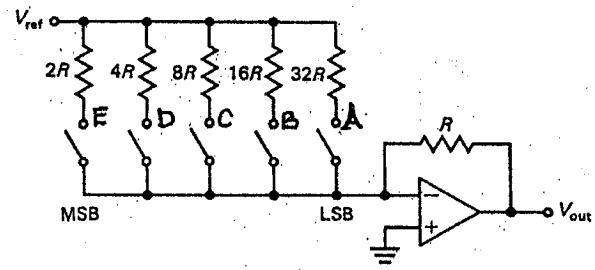 V_ref
2R 4R 8R 16R 32R
E D C B A
R
−
+
MSB LSB
V_out